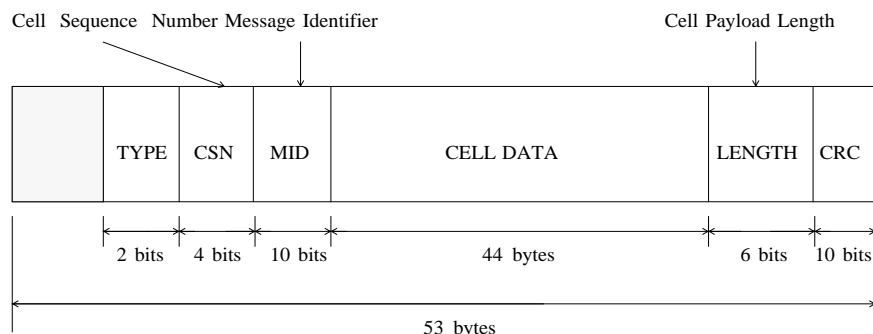 Cell Sequence Number Message Identifier
Cell Payload Length
TYPE
CSN
MID
CELL DATA
LENGTH
CRC
2 bits
4 bits
10 bits
44 bytes
6 bits
10 bits
53 bytes